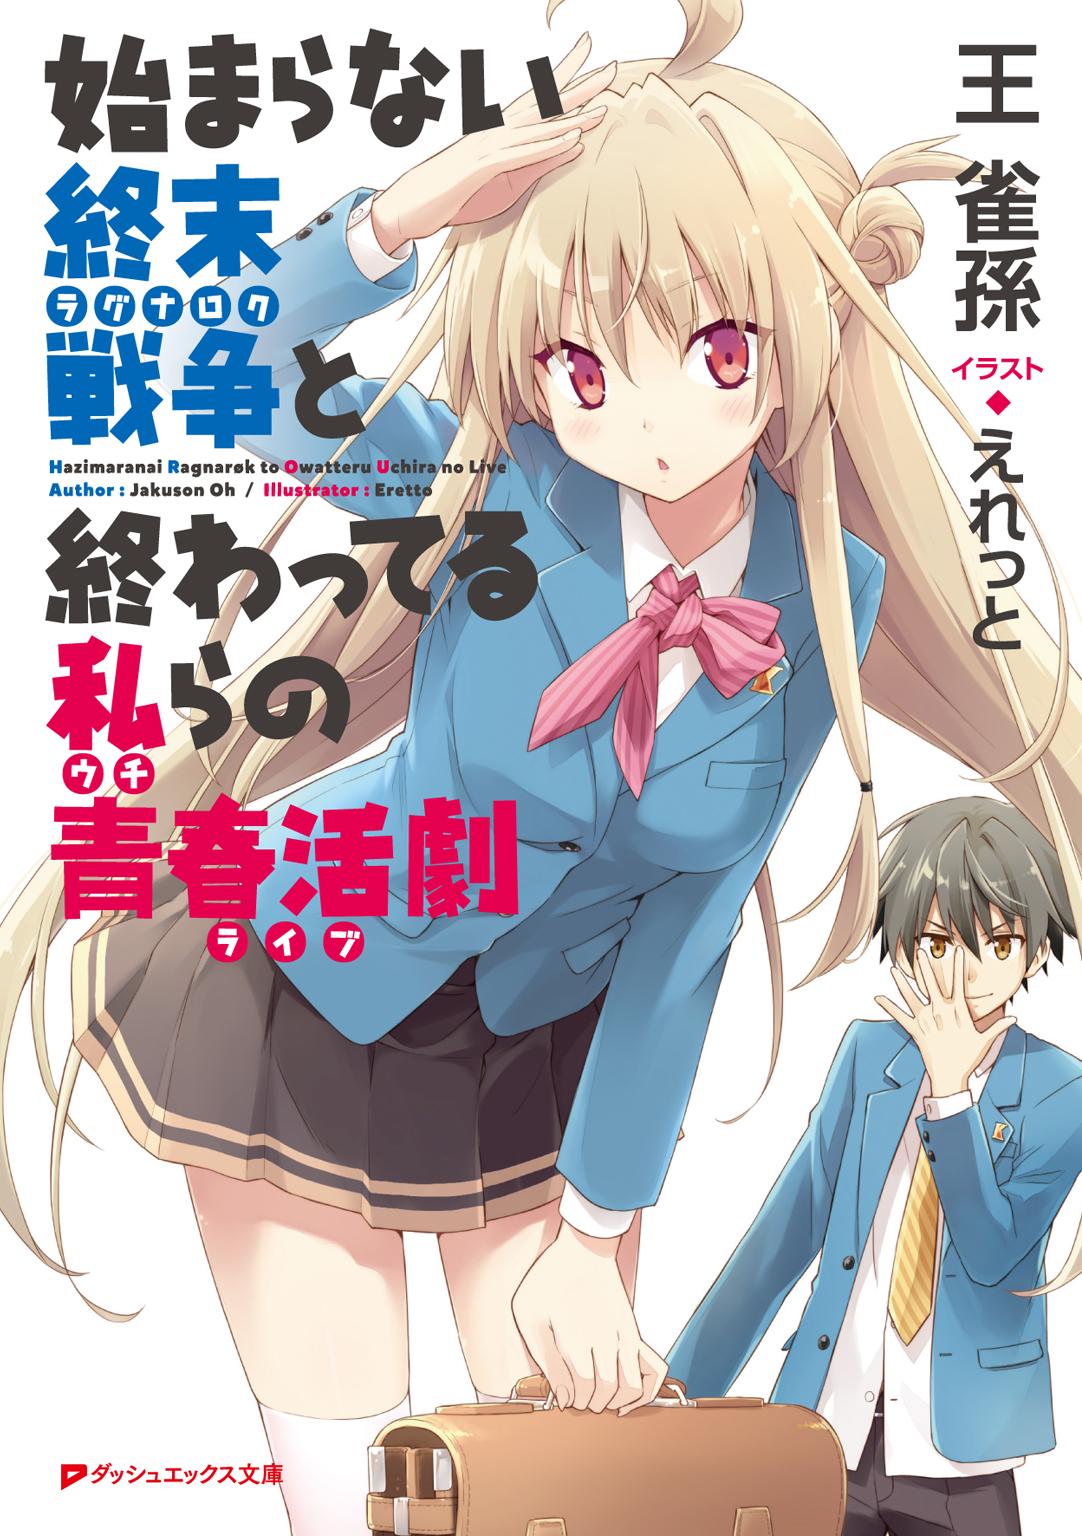 始まらない
終末
ラグナロク
戦争と
Hazimaranai Ragnarøk to Owatteru Uchira no Live
Author : Jakuson Oh / Illustrator : Eretto
終わってる
私らの
ウチ
青春活劇
ライブ
王 雀孫
イラスト
◆
えれっと
ダッシュエックス文庫